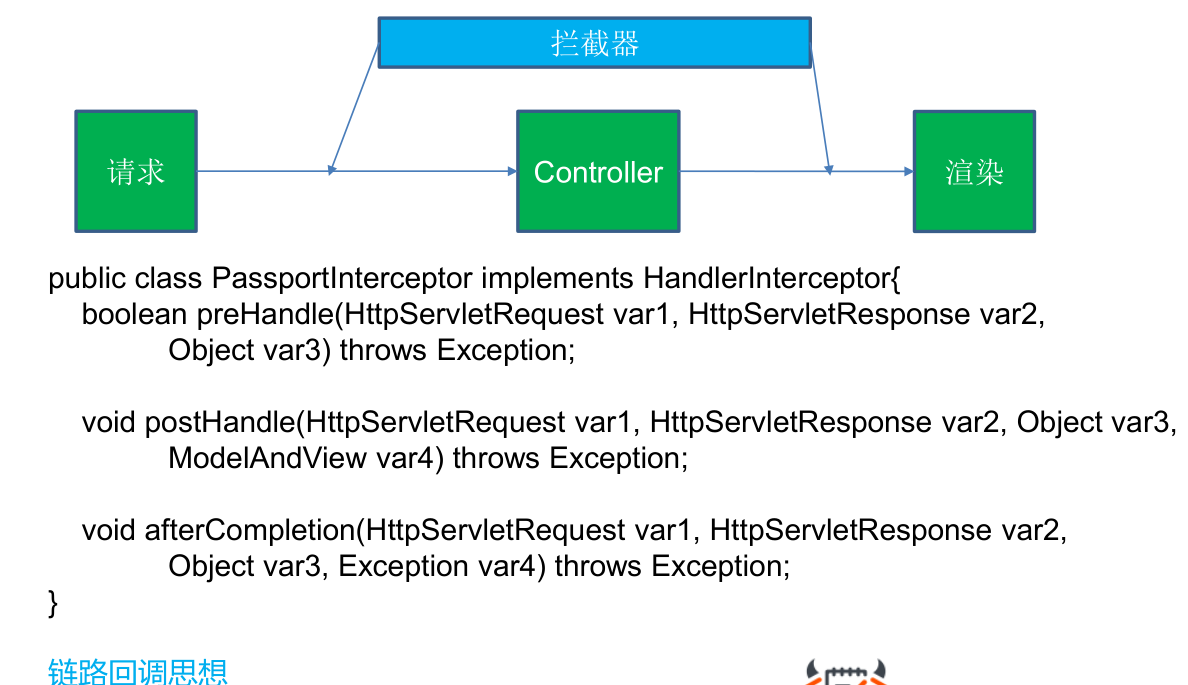 拦截器
请求
Controller
渲染
public class PassportInterceptor implements HandlerInterceptor{
boolean preHandle(HttpServletRequest var1, HttpServletResponse var2,
Object var3) throws Exception;
void postHandle(HttpServletRequest var1, HttpServletResponse var2, Object var3,
ModelAndView var4) throws Exception;
void afterCompletion(HttpServletRequest var1, HttpServletResponse var2,
Object var3, Exception var4) throws Exception;
}
链路回调思想